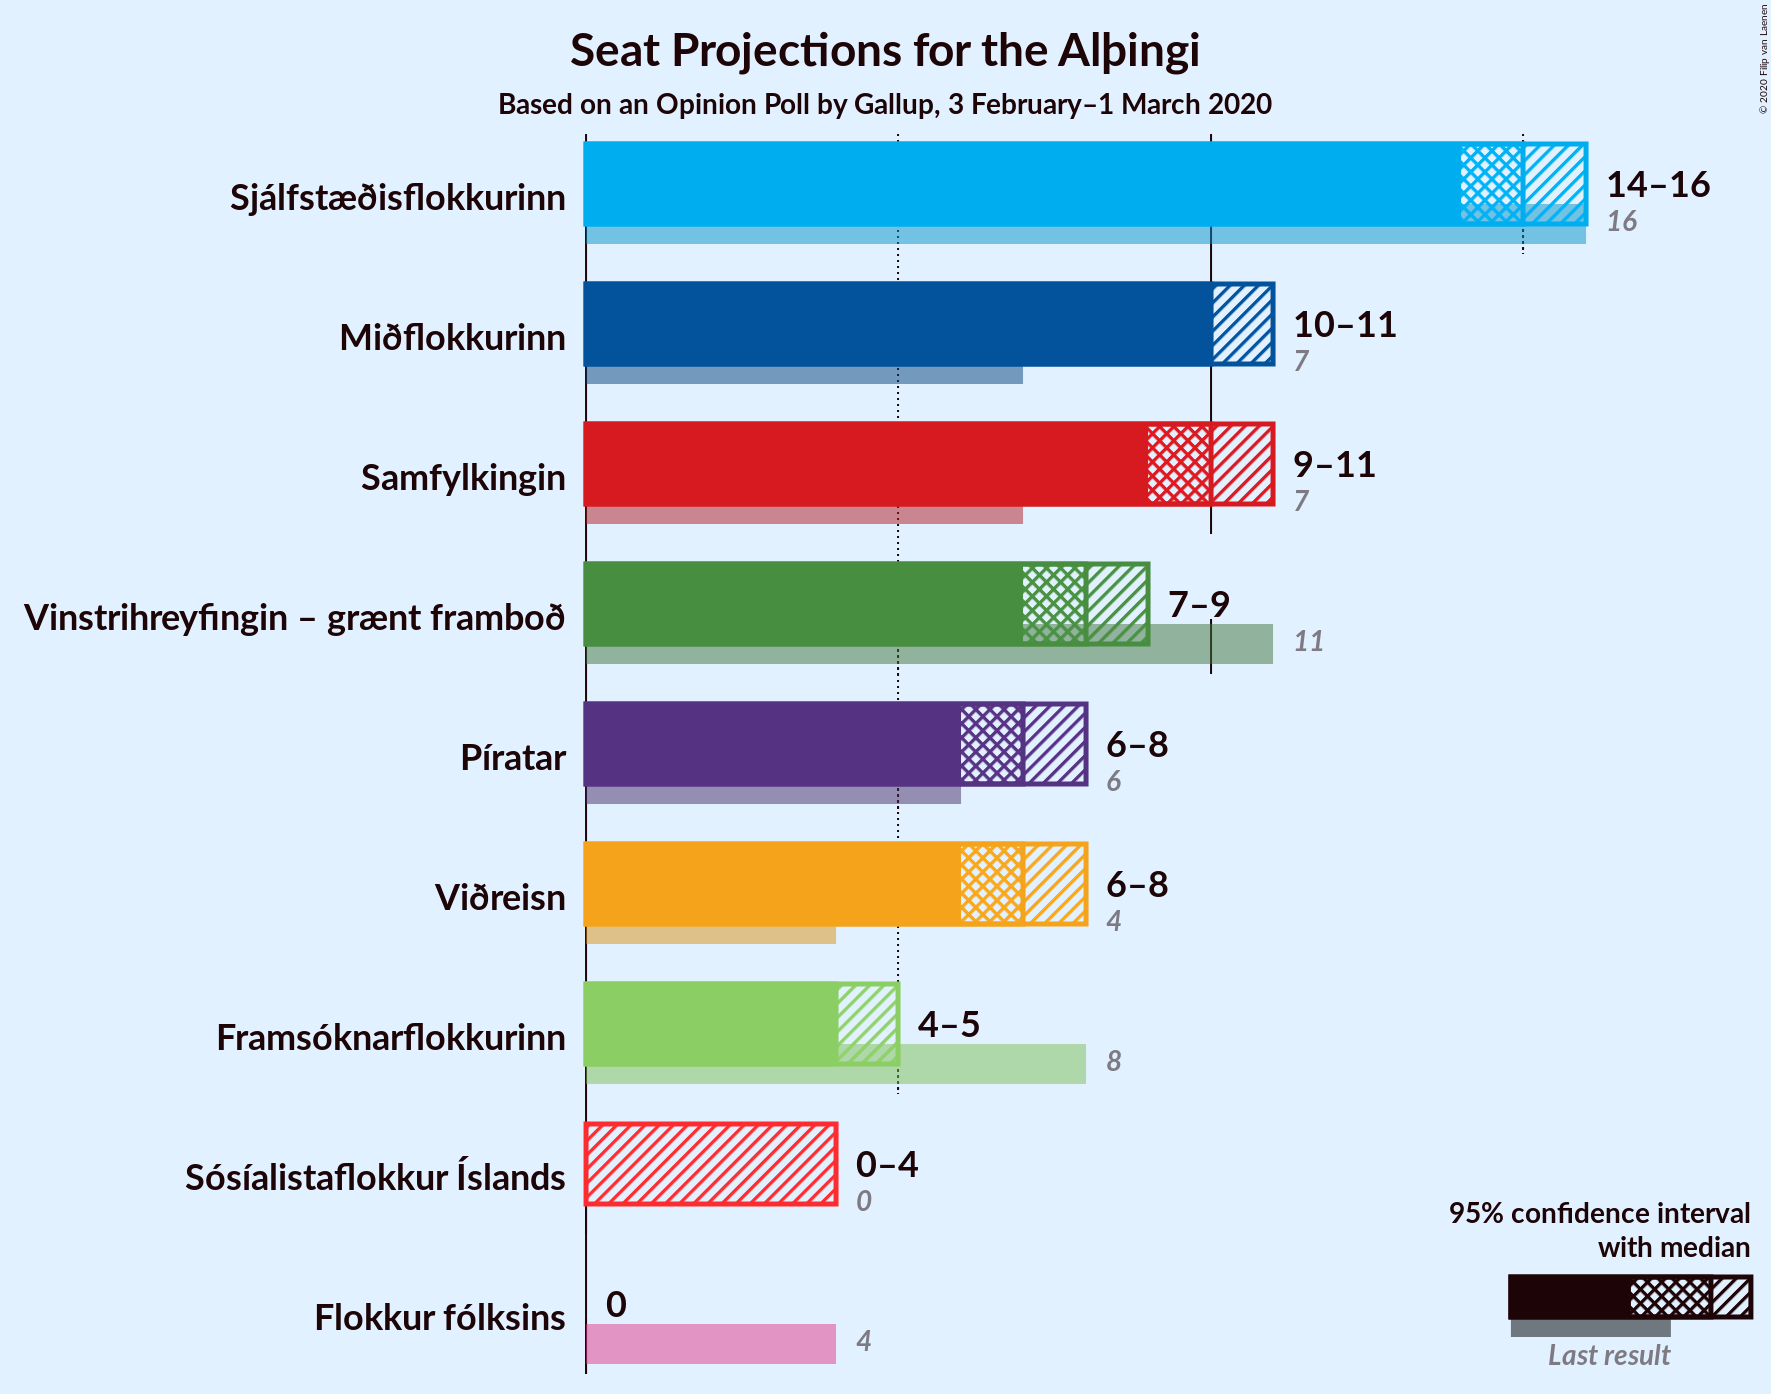 Seat Projections for the Alþingi
Based on an Opinion Poll by Gallup, 3 February–1 March 2020
© 2020 Filip van Laenen
Sjálfstæðisflokkurinn
14–16
16
Miðflokkurinn
10–11
7
Samfylkingin
9–11
7
Vinstrihreyfingin – grænt framboð
7–9
11
Píratar
6–8
6
Viðreisn
6–8
4
Framsóknarflokkurinn
4–5
8
Sósíalistaflokkur Íslands
0–4
0
Flokkur fólksins
0
4
95% confidence interval
with median
Last result